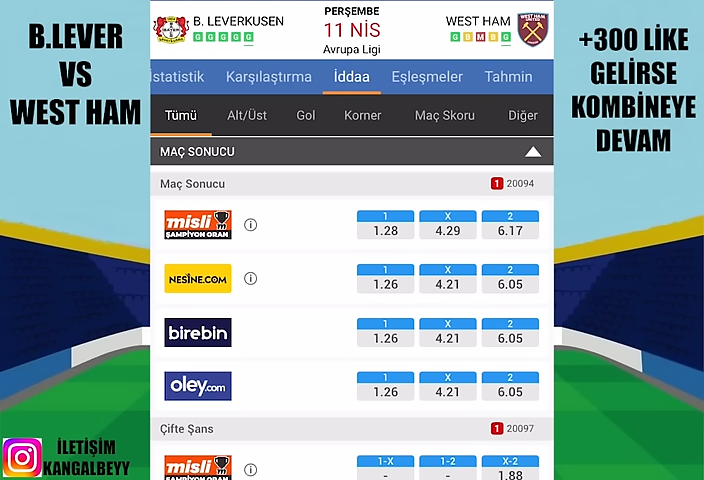 B.LEVER
VS
WEST HAM
B. LEVERKUSEN
G G G G G
PERŞEMBE
11 NİS
Avrupa Ligi
WEST HAM
G B M B G
WEST HAM
UNITED
+300 LİKE
GELİRSE
KOMBİNEYE
DEVAM
İstatistik Karşılaştırma İddaa Eşleşmeler Tahmin
Tümü Alt/Üst Gol Korner Maç Skoru Diğer
MAÇ SONUCU
Maç Sonucu 1 20094
misli
ŞAMPİYON ORAN
1 X 2
1.28 4.29 6.17
NESİNE.COM
1 X 2
1.26 4.21 6.05
birebin
1 X 2
1.26 4.21 6.05
oley.com
1 X 2
1.26 4.21 6.05
Çifte Şans 1 20097
misli
ŞAMPİYON ORAN
1-X 1-2 X-2
- - 1.88
İLETİŞİM
KANGALBEYY